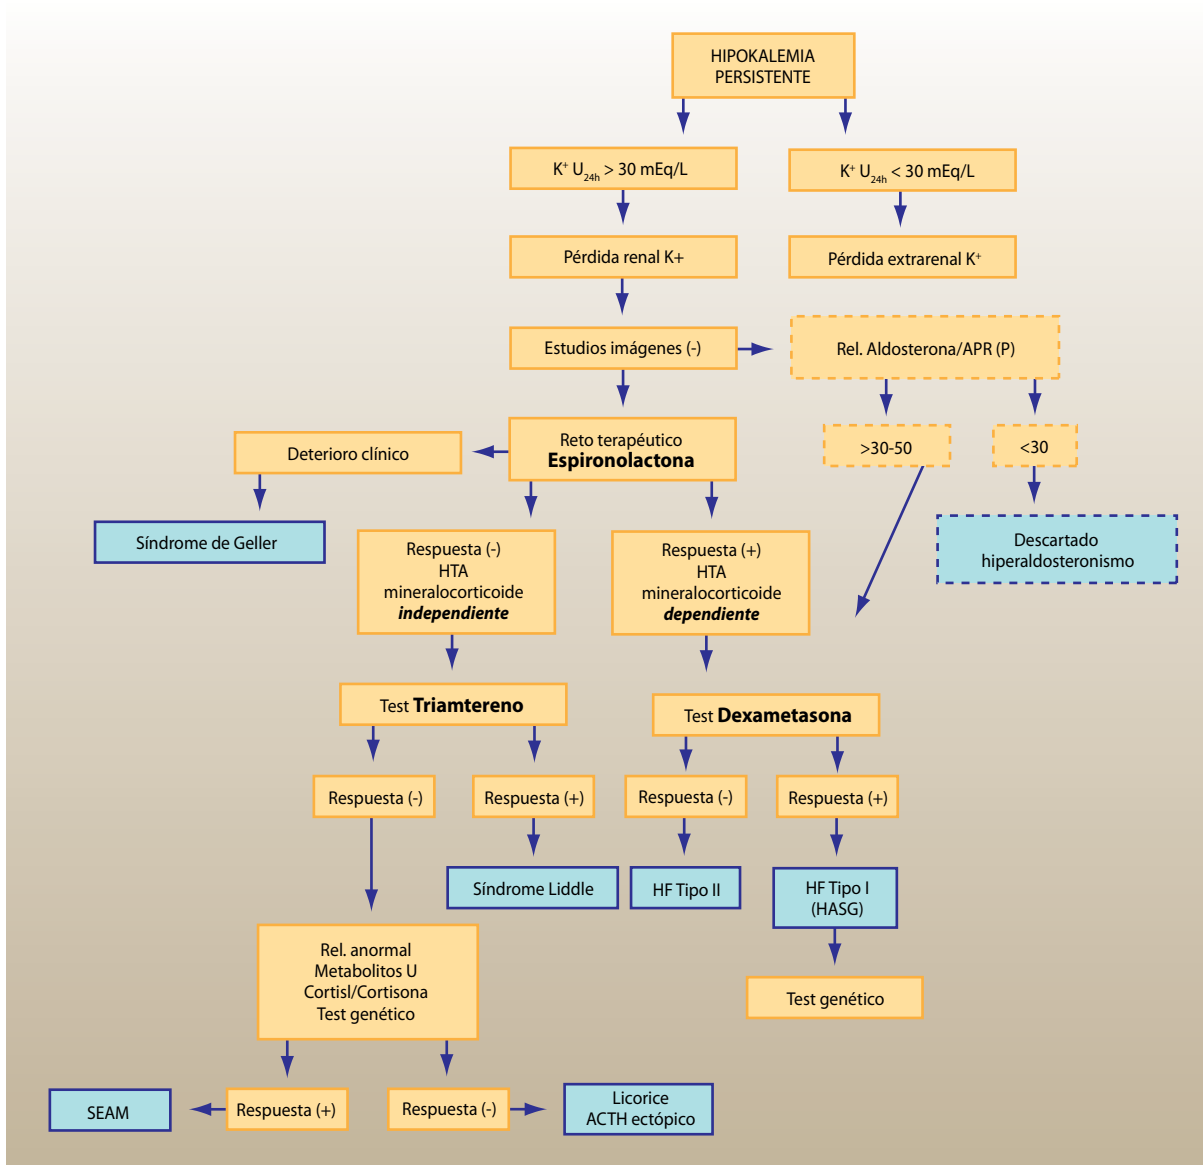 HIPOKALEMIA
PERSISTENTE
K⁺ U24h > 30 mEq/L
K⁺ U24h < 30 mEq/L
Pérdida renal K+
Pérdida extrarenal K⁺
Estudios imágenes (-)
Rel. Aldosterona/APR (P)
Reto terapéutico
Espironolactona
Deterioro clínico
>30-50
<30
Síndrome de Geller
Descartado
hiperaldosteronismo
Respuesta (-)
HTA
mineralocorticoide
independiente
Respuesta (+)
HTA
mineralocorticoide
dependiente
Test Triamtereno
Test Dexametasona
Respuesta (-)
Respuesta (+)
Respuesta (-)
Respuesta (+)
Síndrome Liddle
HF Tipo II
HF Tipo I
(HASG)
Rel. anormal
Metabolitos U
Cortisl/Cortisona
Test genético
Test genético
SEAM
Respuesta (+)
Respuesta (-)
Licorice
ACTH ectópico